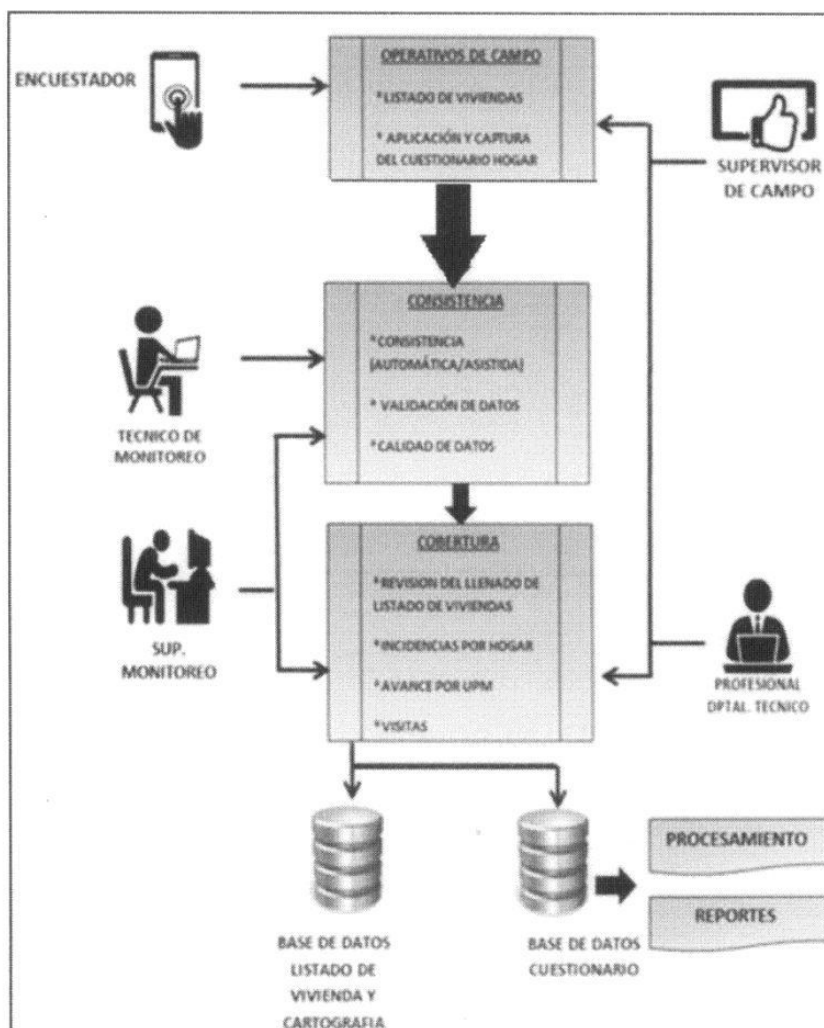 ENCUESTADOR
OPERATIVOS DE CAMPO
* LISTADO DE VIVIENDAS
* APLICACIÓN Y CAPTURA
DEL CUESTIONARIO HOGAR
SUPERVISOR
DE CAMPO
CONSISTENCIA
* CONSISTENCIA
(AUTOMÁTICA/ASISTIDA)
* VALIDACIÓN DE DATOS
* CALIDAD DE DATOS
TECNICO DE
MONITOREO
COBERTURA
* REVISION DEL LLENADO DE
LISTADO DE VIVIENDAS
* INCIDENCIAS POR HOGAR
* AVANCE POR UPM
* VISITAS
SUP.
MONITOREO
PROFESIONAL
DPTAL. TECNICO
BASE DE DATOS
LISTADO DE
VIVIENDA Y
CARTOGRAFIA
BASE DE DATOS
CUESTIONARIO
PROCESAMIENTO
REPORTES